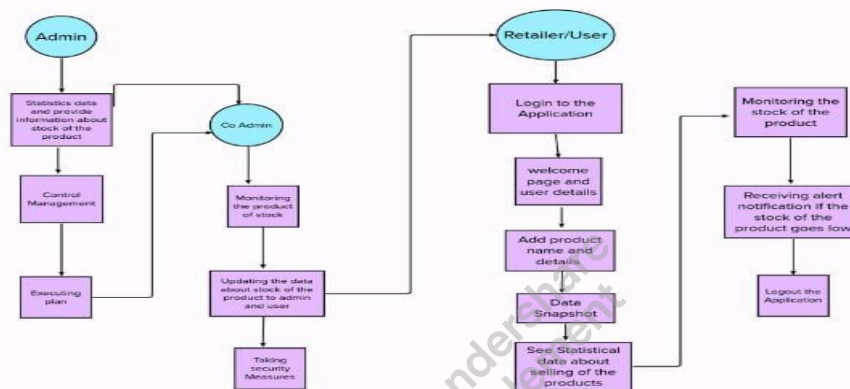 Admin
Statistics data
and provide
information about
stock of the
product
Control
Management
Executing
plan
Co Admin
Monitoring
the product
of stock
Updating the data
about stock of the
product to admin
and user
Taking
security
Measures
Retailer/User
Login to the
Application
welcome
page and
user details
Add product
name and
details
Data
Snapshot
See Statistical
data about
selling of the
products
Monitoring the
stock of the
product
Receiving alert
notification if the
stock of the
product goes low
Logout the
Application